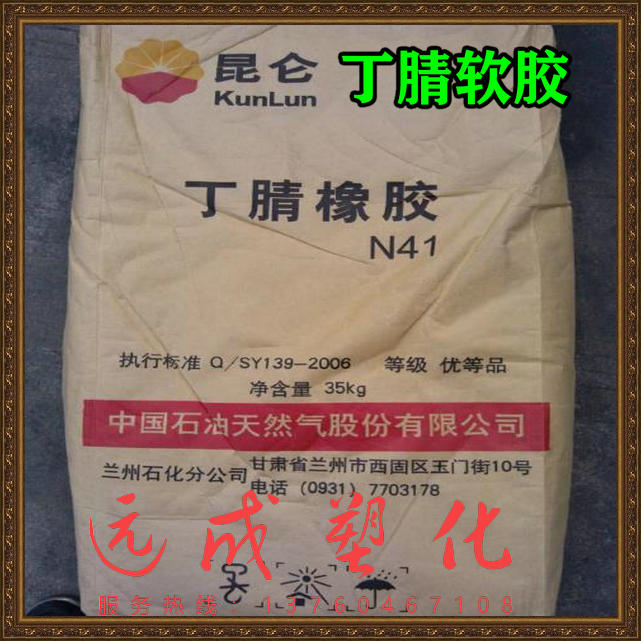 昆仑
KunLun
丁腈软胶
丁腈橡胶
N41
执行标准 Q/SY139-2006 等级 优等品
净含量 35kg
中国石油天然气股份有限公司
兰州石化分公司
甘肃省兰州市西固区玉门街10号
电话 (0931) 7703178
远成塑化
服务热线:13760467108